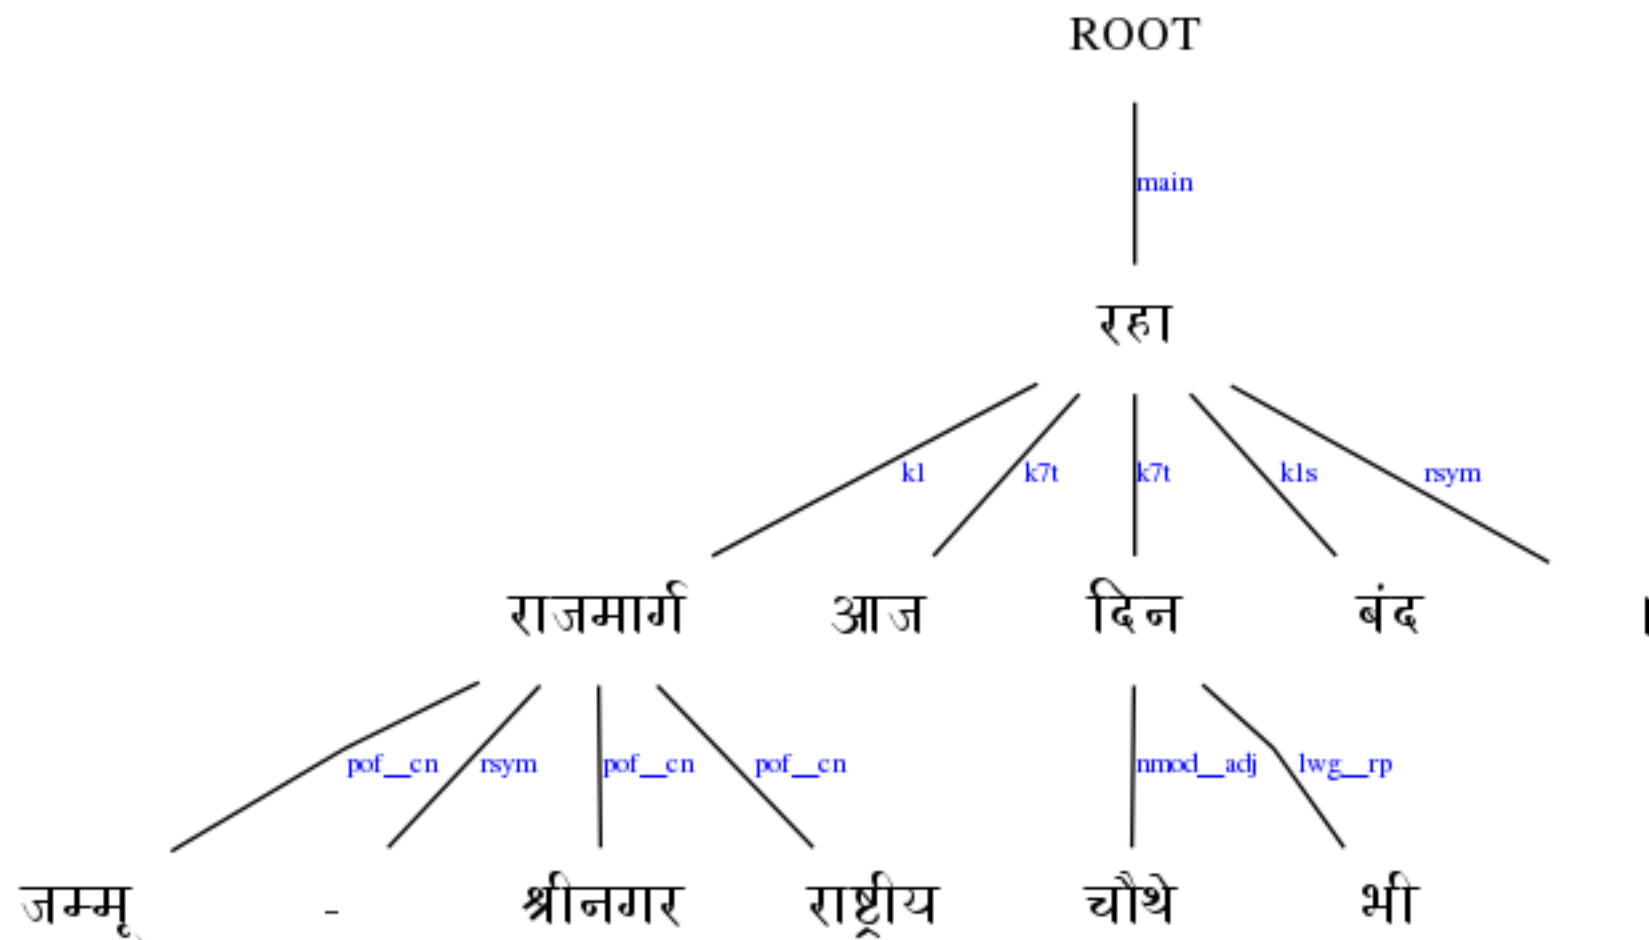 ROOT
main
रहा
k1 k7t k7t k1s rsym
राजमार्ग आज दिन बंद ।
pof__cn rsym pof__cn pof__cn nmod__adj lwg__rp
जम्मू - श्रीनगर राष्ट्रीय चौथे भी